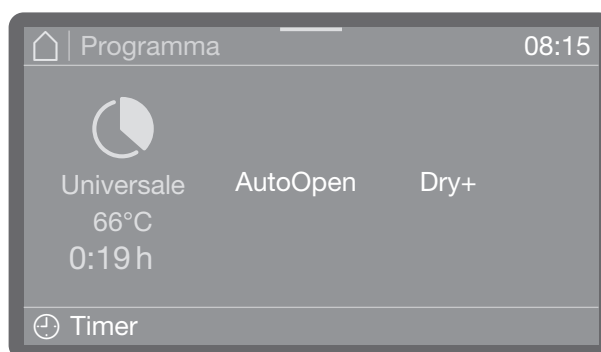 Programma 08:15
Universale AutoOpen Dry+
66°C
0:19 h
Timer